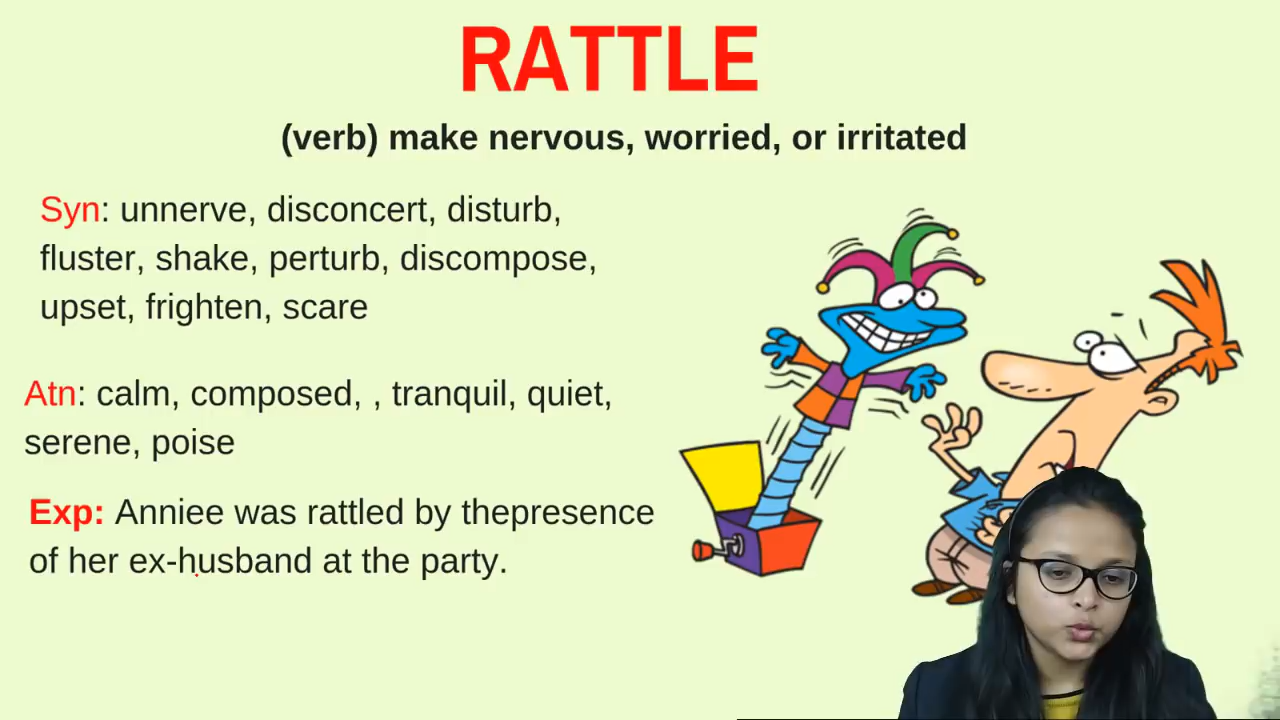 RATTLE
(verb) make nervous, worried, or irritated
Syn: unnerve, disconcert, disturb,
fluster, shake, perturb, discompose,
upset, frighten, scare
Atn: calm, composed, , tranquil, quiet,
serene, poise
Exp: Anniee was rattled by thepresence
of her ex-husband at the party.